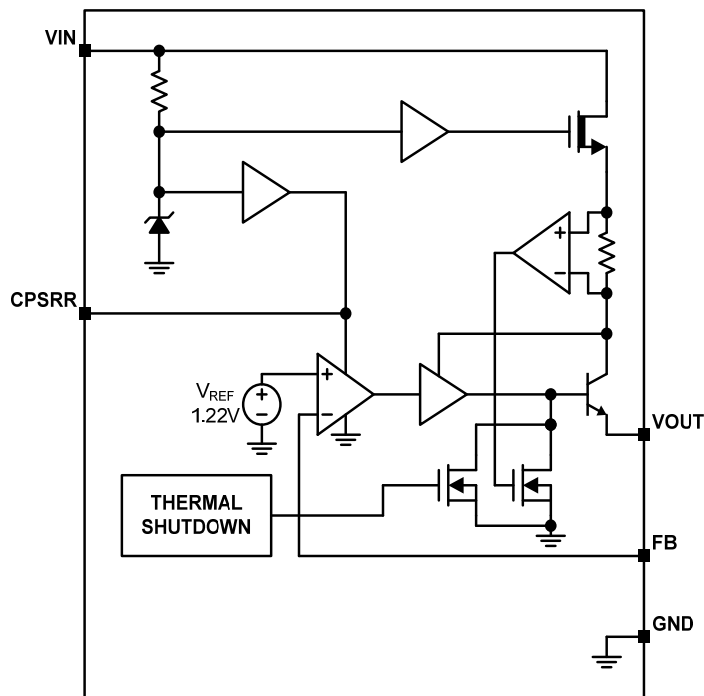 VIN
CPSRR
+
−
VREF
1.22V
+
−
+
−
VOUT
THERMAL
SHUTDOWN
FB
GND